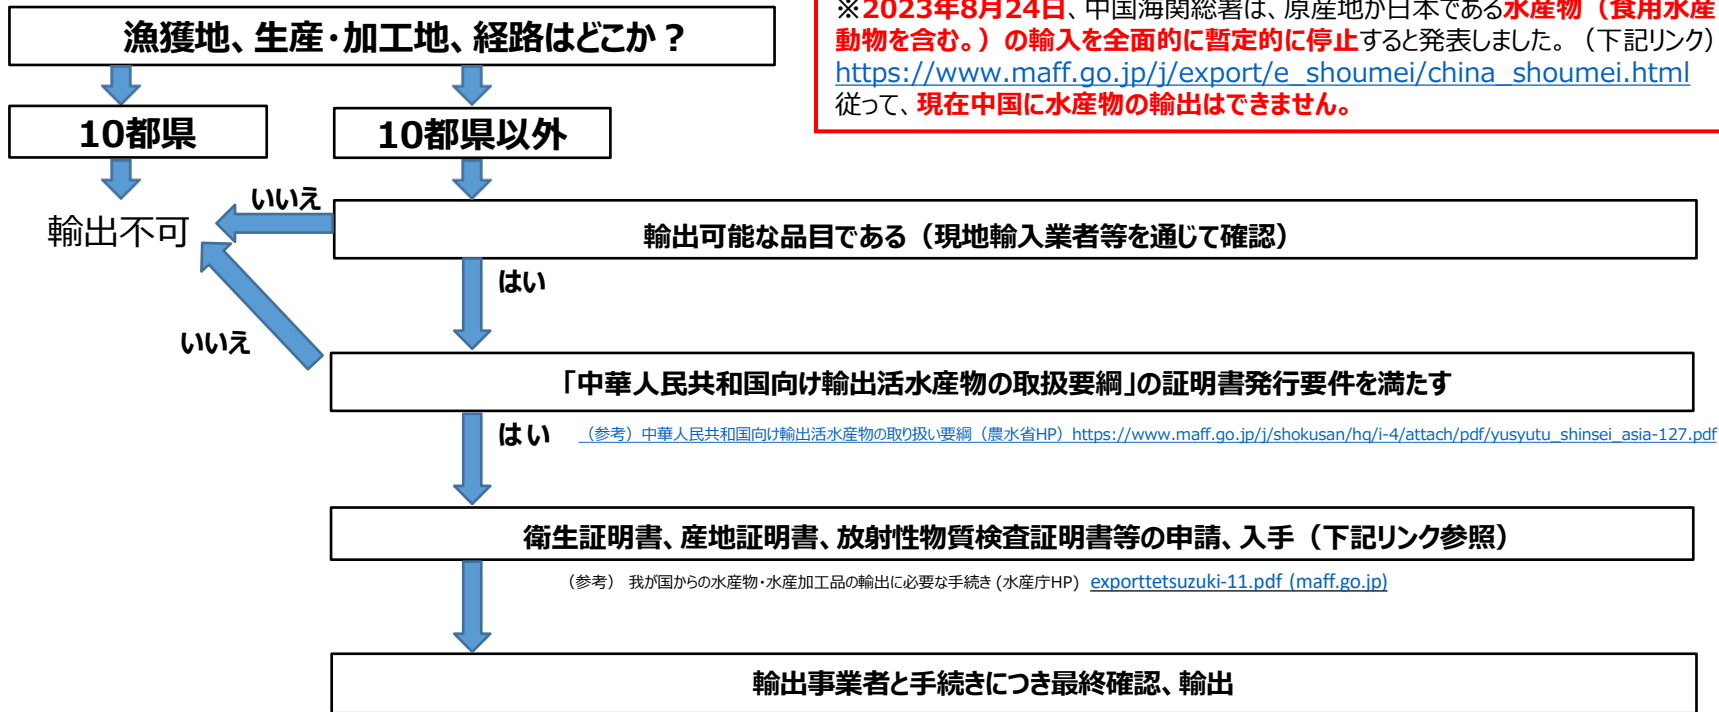 漁獲地、生産・加工地、経路はどこか？
※2023年8月24日、中国海関総署は、原産地が日本である水産物（食用水産
動物を含む。）の輸入を全面的に暫定的に停止すると発表しました。（下記リンク）
https://www.maff.go.jp/j/export/e_shoumei/china_shoumei.html
従って、現在中国に水産物の輸出はできません。
10都県
10都県以外
輸出不可
いいえ
輸出可能な品目である（現地輸入業者等を通じて確認）
はい
いいえ
「中華人民共和国向け輸出活水産物の取扱要綱」の証明書発行要件を満たす
はい
（参考）中華人民共和国向け輸出活水産物の取り扱い要綱（農水省HP）https://www.maff.go.jp/j/shokusan/hq/i-4/attach/pdf/yusyutu_shinsei_asia-127.pdf
衛生証明書、産地証明書、放射性物質検査証明書等の申請、入手（下記リンク参照）
（参考） 我が国からの水産物・水産加工品の輸出に必要な手続き (水産庁HP) exporttetsuzuki-11.pdf (maff.go.jp)
輸出事業者と手続きにつき最終確認、輸出